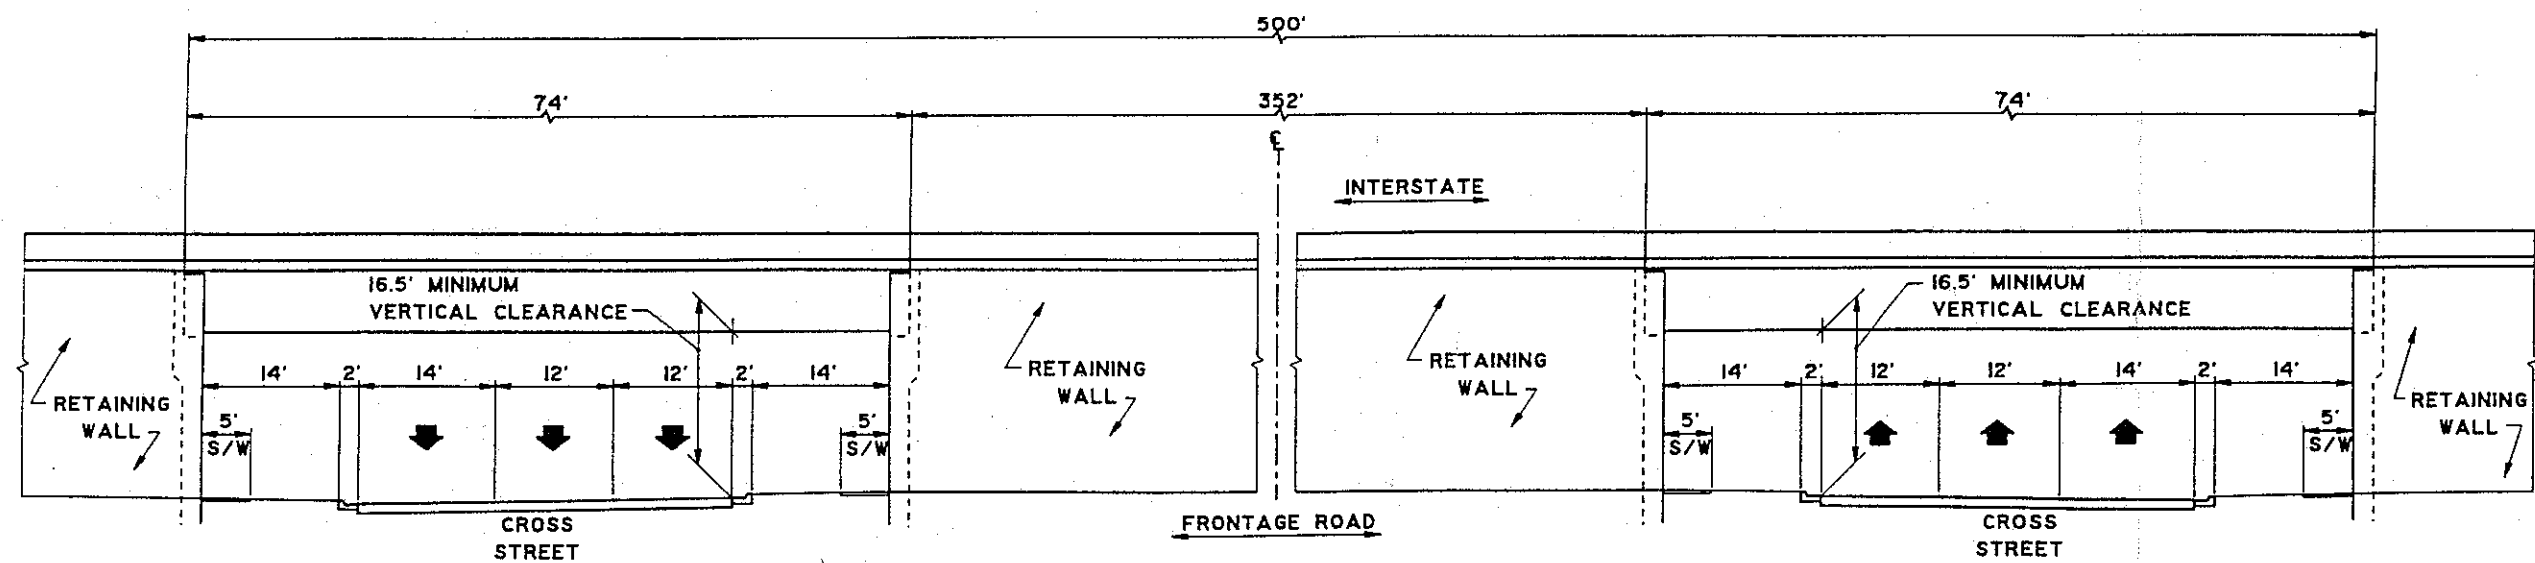 500'
74'
352'
74'
℄
INTERSTATE
16.5' MINIMUM
VERTICAL CLEARANCE
16.5' MINIMUM
VERTICAL CLEARANCE
RETAINING
WALL
RETAINING
WALL
RETAINING
WALL
RETAINING
WALL
14' 2' 14' 12' 12' 2' 14'
14' 2' 12' 12' 14' 2' 14'
5'
S/W
5'
S/W
5'
S/W
5'
S/W
CROSS
STREET
FRONTAGE ROAD
CROSS
STREET